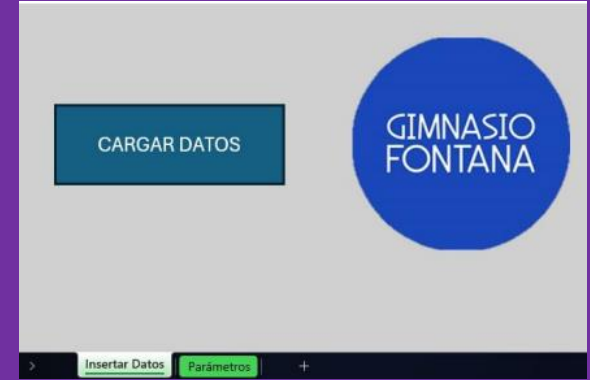 CARGAR DATOS
GIMNASIO
FONTANA
Insertar Datos
Parámetros